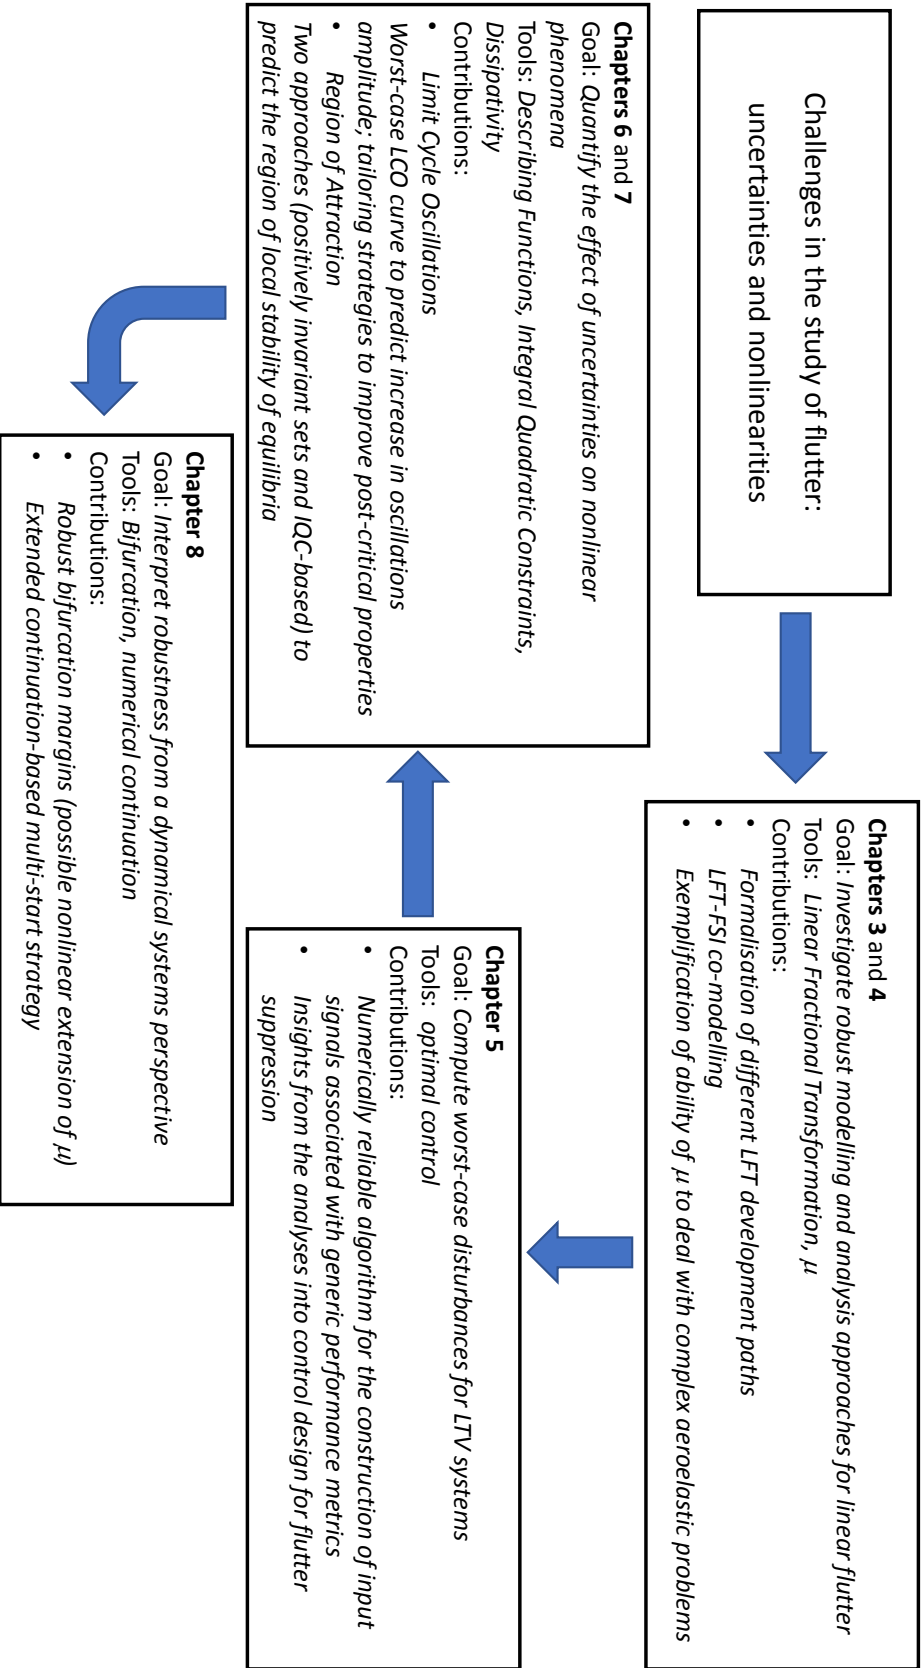 Challenges in the study of flutter:
uncertainties and nonlinearities
Chapters 3 and 4
Goal: Investigate robust modelling and analysis approaches for linear flutter
Tools: Linear Fractional Transformation, μ
Contributions:
• Formalisation of different LFT development paths
• LFT-FSI co-modelling
• Exemplification of ability of μ to deal with complex aeroelastic problems
Chapter 5
Goal: Compute worst-case disturbances for LTV systems
Tools: optimal control
Contributions:
• Numerically reliable algorithm for the construction of input
signals associated with generic performance metrics
• Insights from the analyses into control design for flutter
suppression
Chapters 6 and 7
Goal: Quantify the effect of uncertainties on nonlinear
phenomena
Tools: Describing Functions, Integral Quadratic Constraints,
Dissipativity
Contributions:
• Limit Cycle Oscillations
Worst-case LCO curve to predict increase in oscillations
amplitude; tailoring strategies to improve post-critical properties
• Region of Attraction
Two approaches (positively invariant sets and IQC-based) to
predict the region of local stability of equilibria
Chapter 8
Goal: Interpret robustness from a dynamical systems perspective
Tools: Bifurcation, numerical continuation
Contributions:
• Robust bifurcation margins (possible nonlinear extension of μ)
• Extended continuation-based multi-start strategy